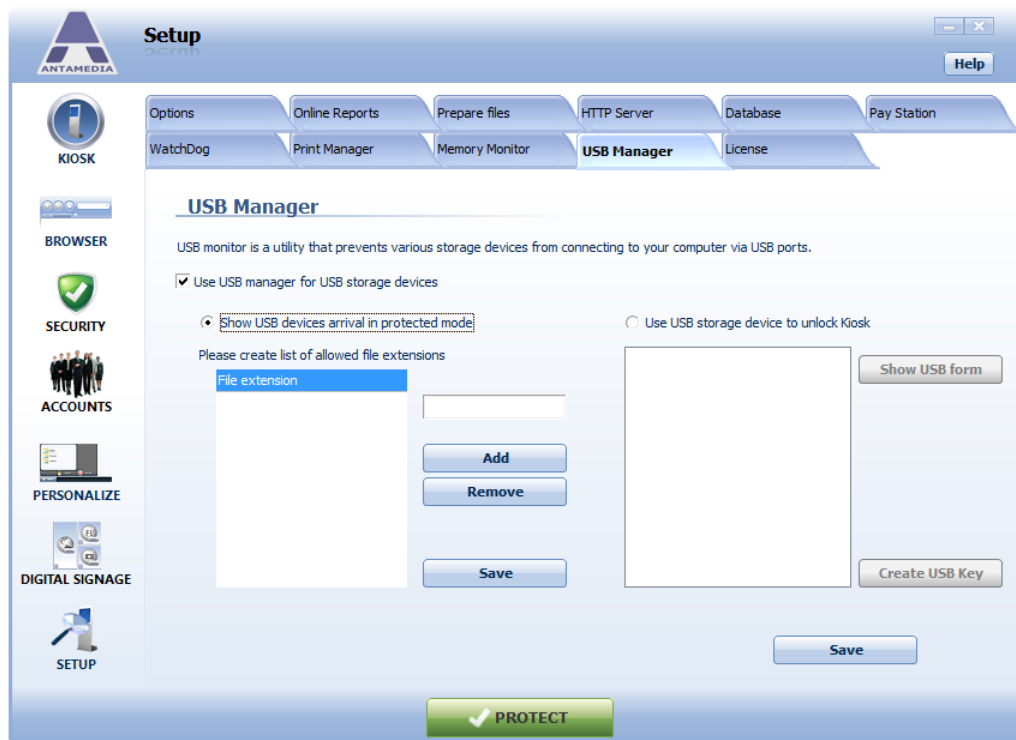 Setup
ANTAMEDIA
Help
Options
Online Reports
Prepare files
HTTP Server
Database
Pay Station
WatchDog
Print Manager
Memory Monitor
USB Manager
License
KIOSK
BROWSER
SECURITY
ACCOUNTS
PERSONALIZE
DIGITAL SIGNAGE
SETUP
USB Manager
USB monitor is a utility that prevents various storage devices from connecting to your computer via USB ports.
Use USB manager for USB storage devices
Show USB devices arrival in protected mode
Use USB storage device to unlock Kiosk
Please create list of allowed file extensions
File extension
Show USB form
Add
Remove
Save
Create USB Key
Save
PROTECT